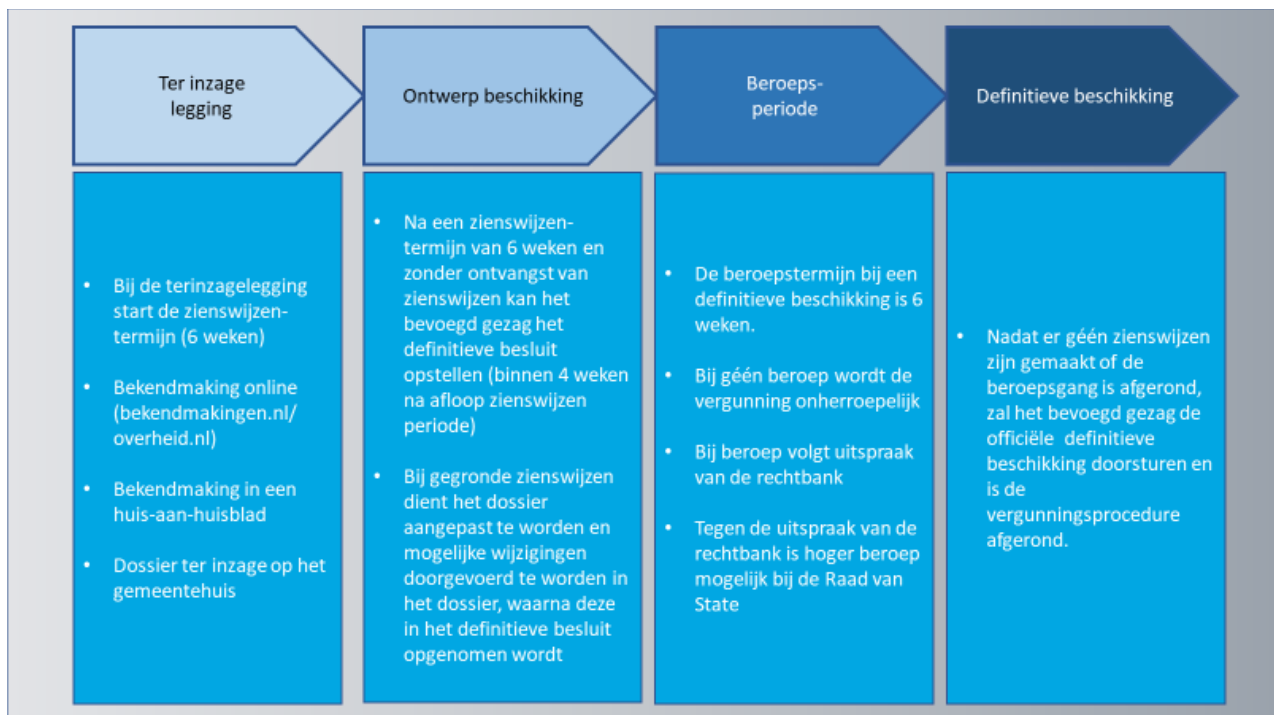 Ter inzage
legging
Ontwerp beschikking
Beroeps-
periode
Definitieve beschikking
• Bij de terinzagelegging
start de zienswijzen-
termijn (6 weken)
• Bekendmaking online
(bekendmakingen.nl/
overheid.nl)
• Bekendmaking in een
huis-aan-huisblad
• Dossier ter inzage op het
gemeentehuis
• Na een zienswijzen-
termijn van 6 weken en
zonder ontvangst van
zienswijzen kan het
bevoegd gezag het
definitieve besluit
opstellen (binnen 4 weken
na afloop zienswijzen
periode)
• Bij gegronde zienswijzen
dient het dossier
aangepast te worden en
mogelijke wijzigingen
doorgevoerd te worden in
het dossier, waarna deze
in het definitieve besluit
opgenomen wordt
• De beroepstermijn bij een
definitieve beschikking is 6
weken.
• Bij géén beroep wordt de
vergunning onherroepelijk
• Bij beroep volgt uitspraak
van de rechtbank
• Tegen de uitspraak van de
rechtbank is hoger beroep
mogelijk bij de Raad van
State
• Nadat er géén zienswijzen
zijn gemaakt of de
beroepsgang is afgerond,
zal het bevoegd gezag de
officiële definitieve
beschikking doorsturen en
is de
vergunningsprocedure
afgerond.